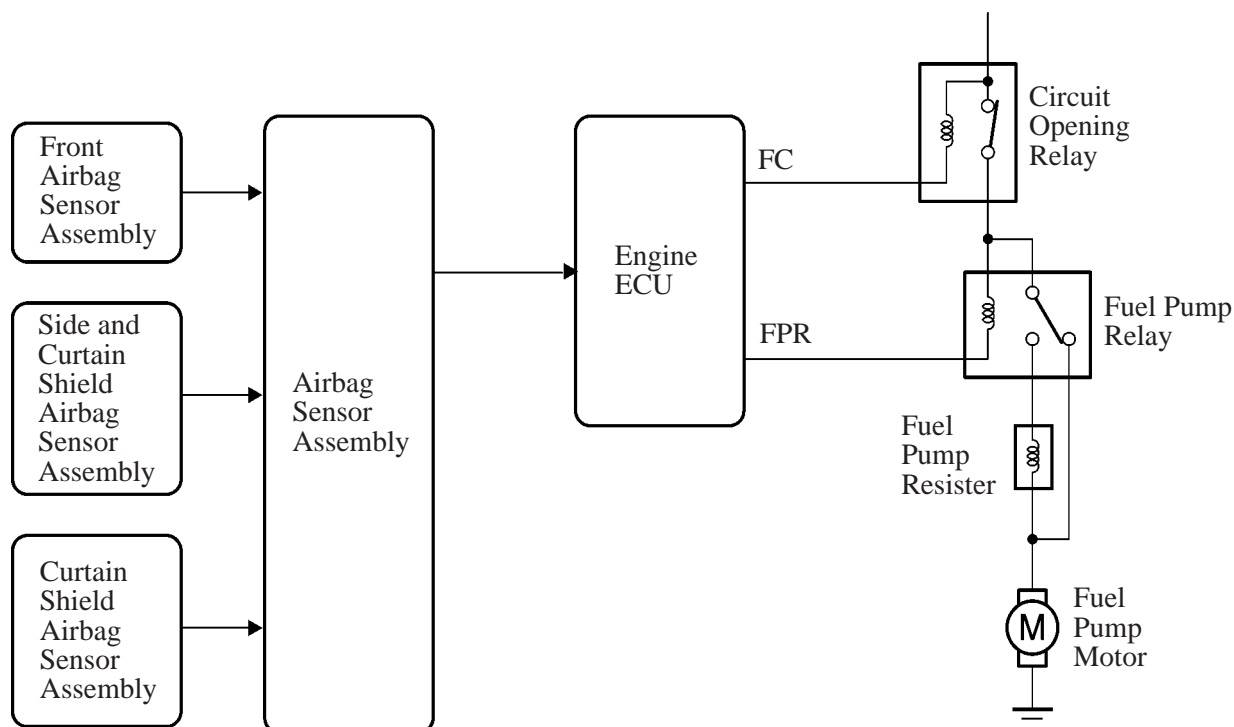 Front
Airbag
Sensor
Assembly
Side and
Curtain
Shield
Airbag
Sensor
Assembly
Curtain
Shield
Airbag
Sensor
Assembly
Airbag
Sensor
Assembly
Engine
ECU
FC
FPR
Circuit
Opening
Relay
Fuel Pump
Relay
Fuel
Pump
Resister
M
Fuel
Pump
Motor